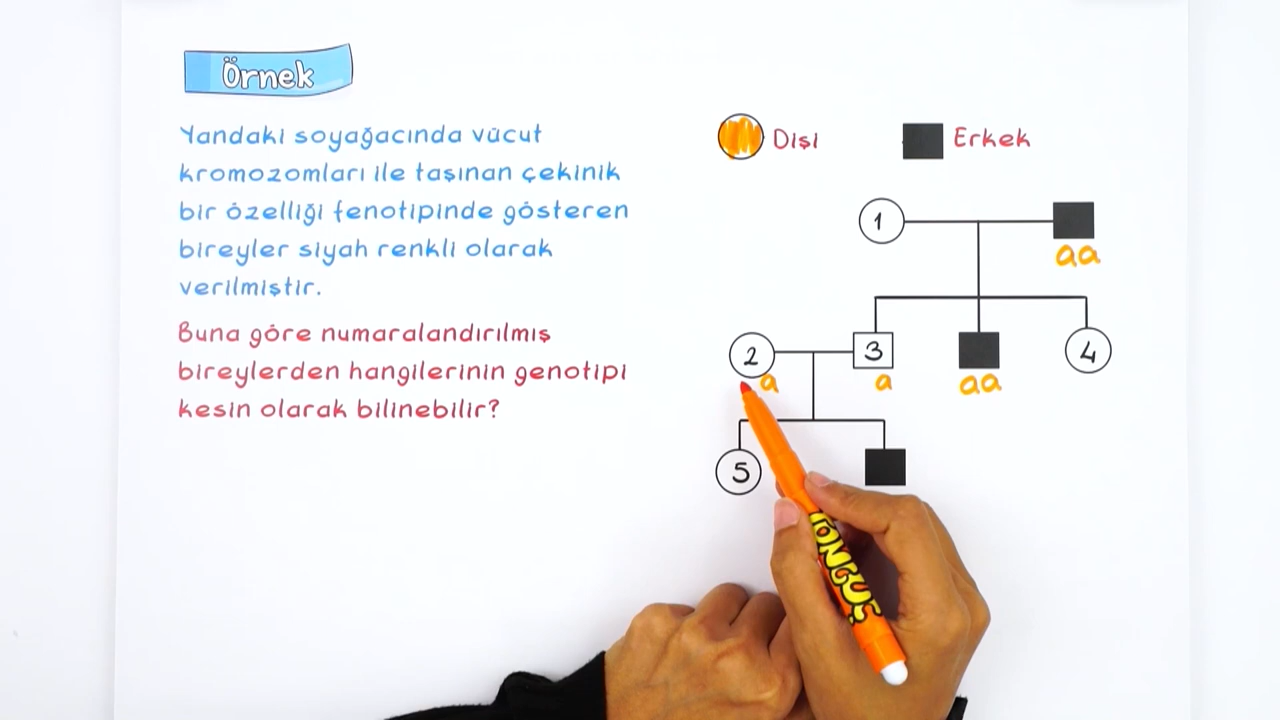 Örnek
Yandaki soyağacında vücut
kromozomları ile taşınan çekinik
bir özelliği fenotipinde gösteren
bireyler siyah renkli olarak
verilmiştir.
Buna göre numaralandırılmış
bireylerden hangilerinin genotipi
kesin olarak bilinebilir?
Dişi
Erkek
1
aa
2
3
4
a
a
aa
5
TONGUÇ